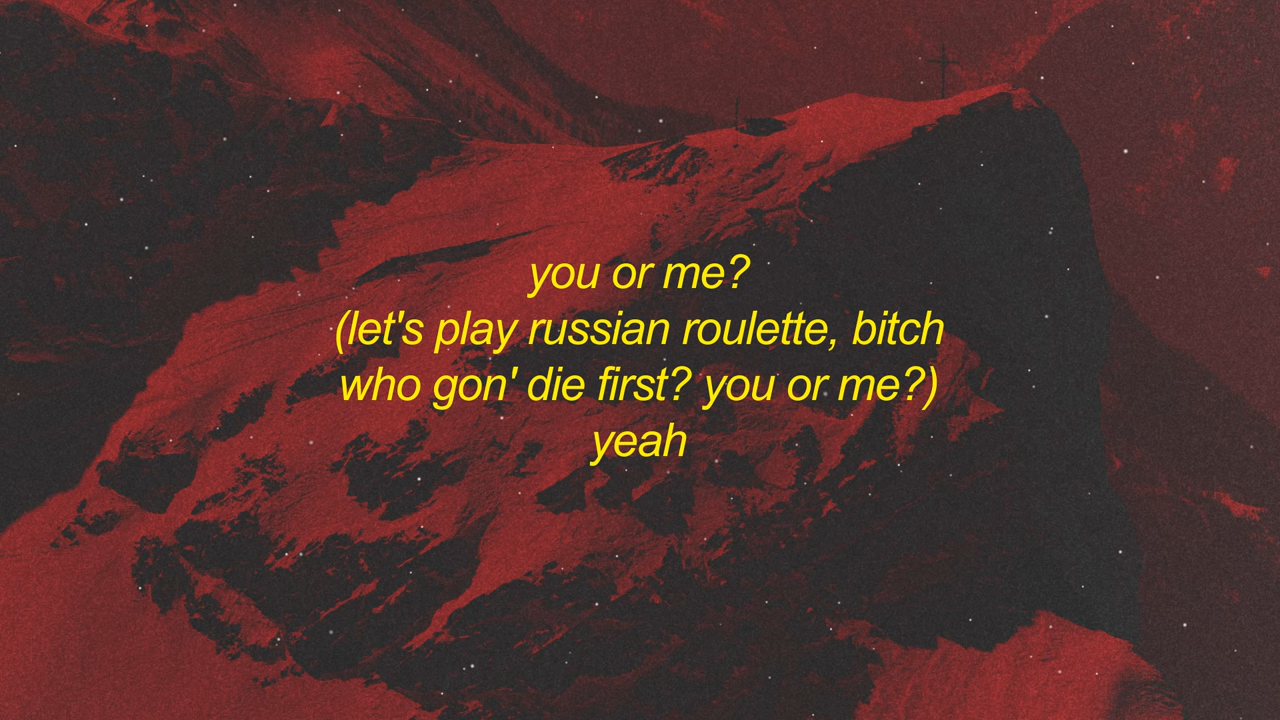 you or me?
(let's play russian roulette, bitch
who gon' die first? you or me?)
yeah